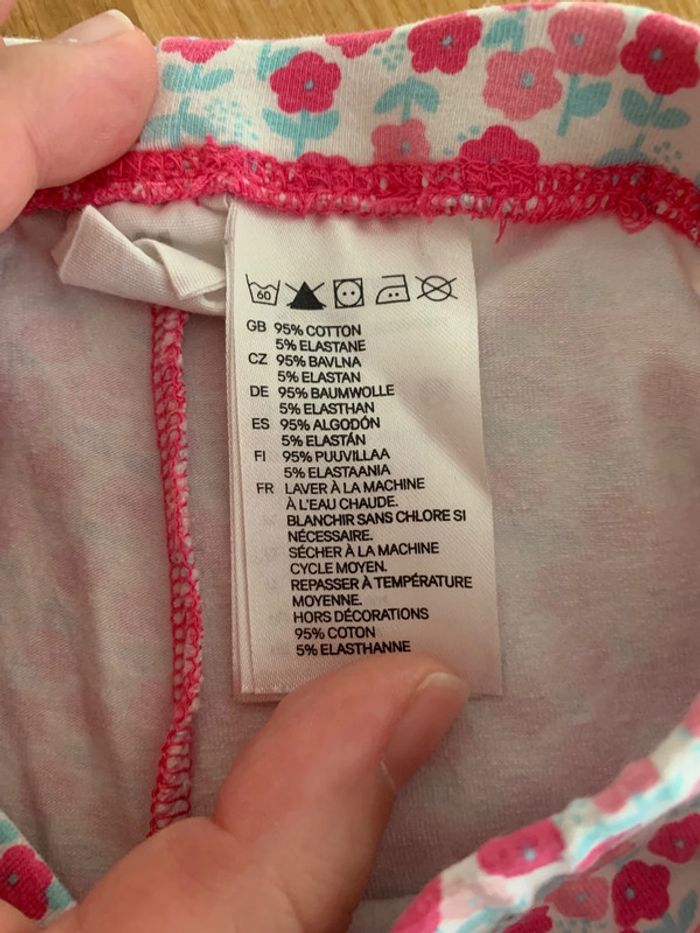 60
GB 95% COTTON
5% ELASTANE
CZ 95% BAVLNA
5% ELASTAN
DE 95% BAUMWOLLE
5% ELASTHAN
ES 95% ALGODÓN
5% ELASTÁN
FI 95% PUUVILLAA
5% ELASTAANIA
FR LAVER À LA MACHINE
À L'EAU CHAUDE.
BLANCHIR SANS CHLORE SI
NÉCESSAIRE.
SÉCHER À LA MACHINE
CYCLE MOYEN.
REPASSER À TEMPÉRATURE
MOYENNE.
HORS DÉCORATIONS
95% COTON
5% ELASTHANNE